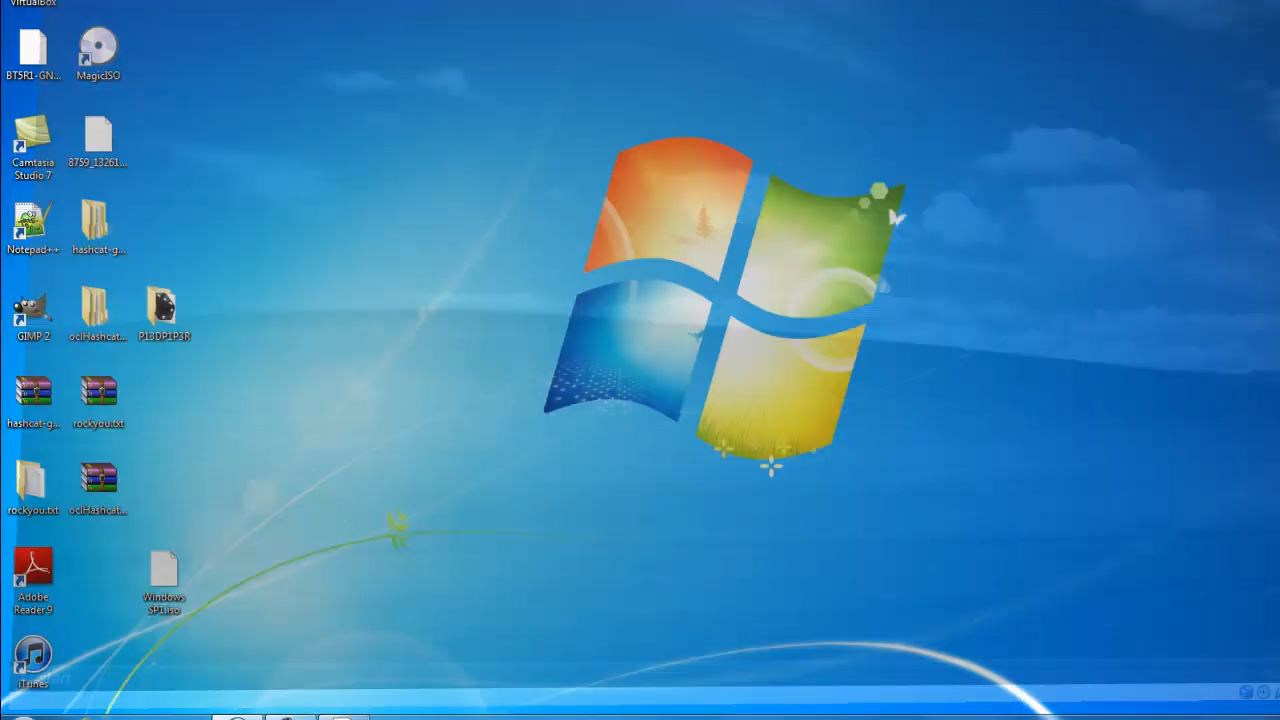 VirtualBox
BT5R1-GN...
MagicISO
Camtasia
Studio 7
8759_13261...
Notepad++
hashcat-g...
GIMP 2
oclHashcat...
P13DP1P3R
hashcat-g...
rockyou.txt
rockyou.txt
oclHashcat...
Adobe
Reader 9
Windows
SP1.iso
iTunes